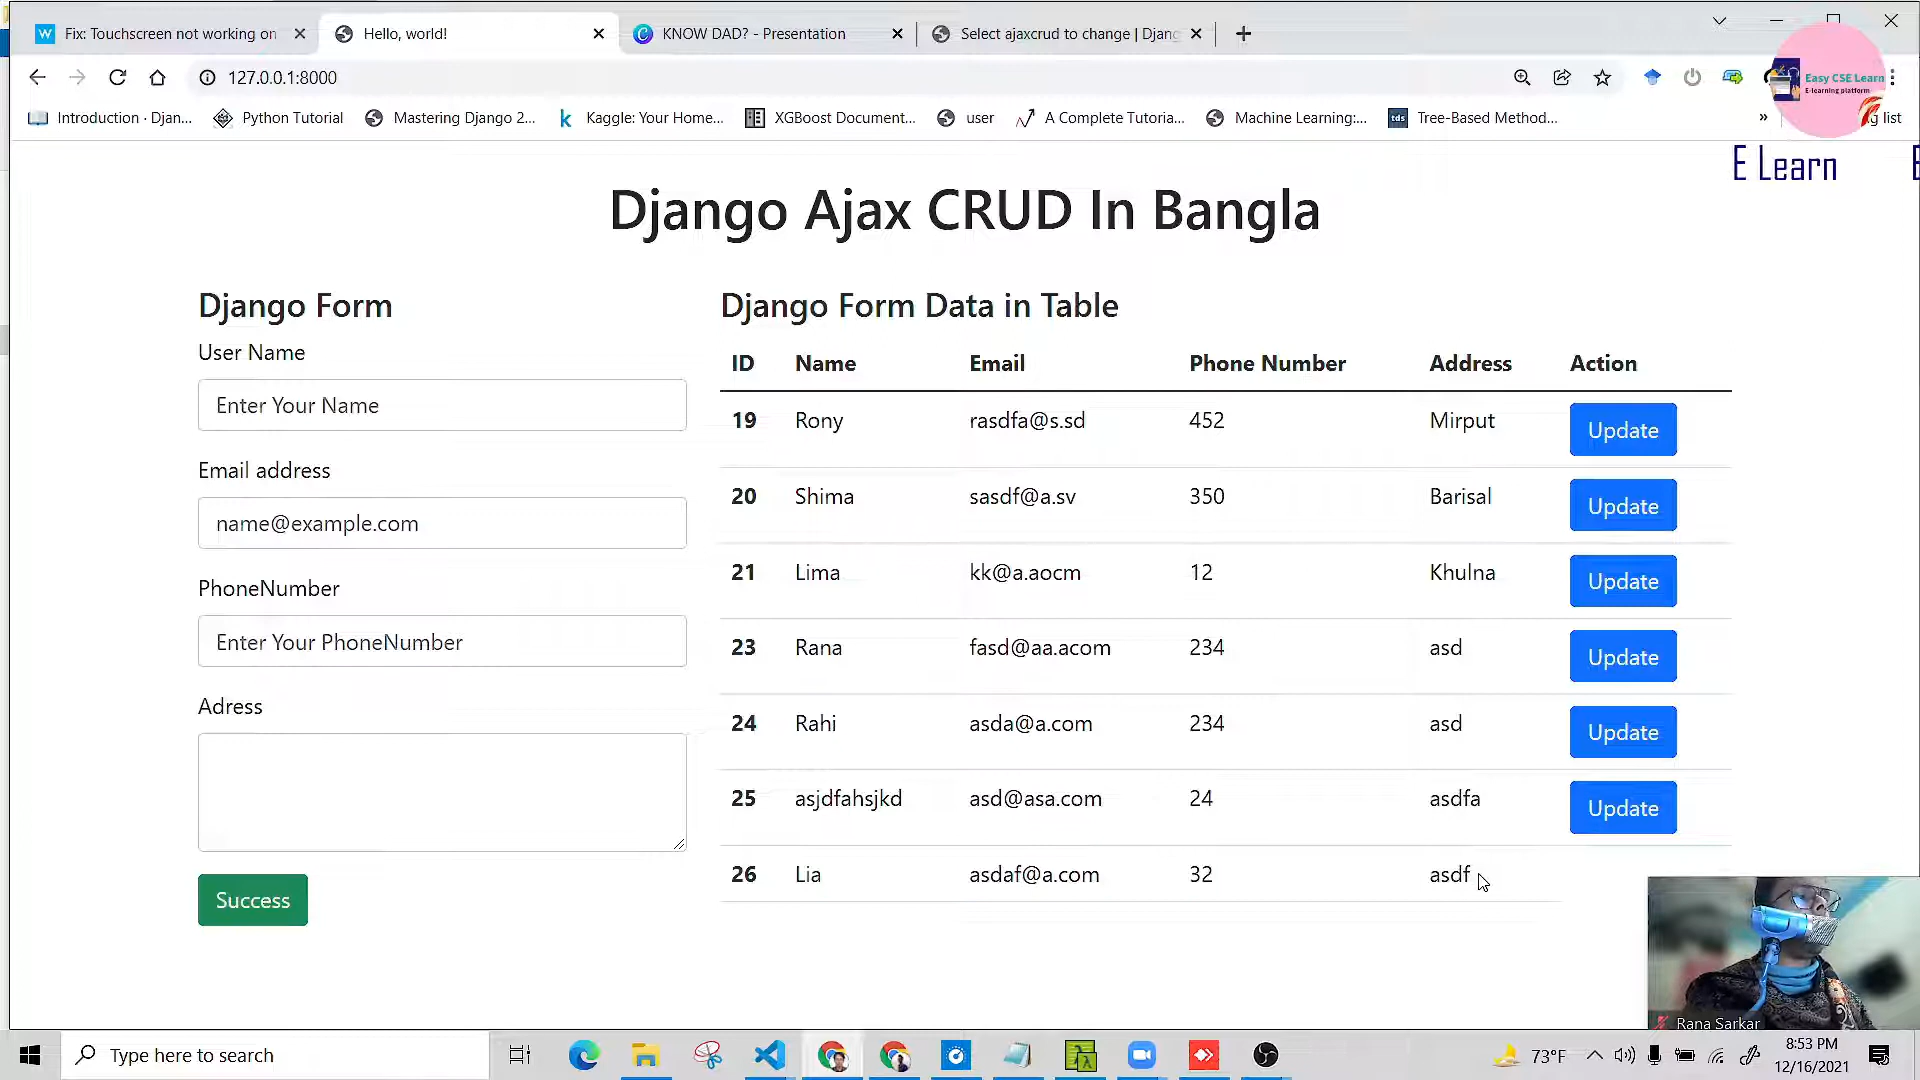 Fix: Touchscreen not working on
Hello, world!
KNOW DAD? - Presentation
Select ajaxcrud to change | Djang
127.0.0.1:8000
Easy CSE Learn
E-learning platform
Introduction · Djan...
Python Tutorial
Mastering Django 2...
Kaggle: Your Home...
XGBoost Document...
user
A Complete Tutoria...
Machine Learning:...
tds
Tree-Based Method...
»
g list
E Learn
Django Ajax CRUD In Bangla
Django Form
User Name
Enter Your Name
Email address
name@example.com
PhoneNumber
Enter Your PhoneNumber
Adress
Success
Django Form Data in Table
ID Name Email Phone Number Address Action
19 Rony rasdfa@s.sd 452 Mirput Update
20 Shima sasdf@a.sv 350 Barisal Update
21 Lima kk@a.aocm 12 Khulna Update
23 Rana fasd@aa.acom 234 asd Update
24 Rahi asda@a.com 234 asd Update
25 asjdfahsjkd asd@asa.com 24 asdfa Update
26 Lia asdaf@a.com 32 asdf
Rana Sarkar
Type here to search
73°F
8:53 PM
12/16/2021